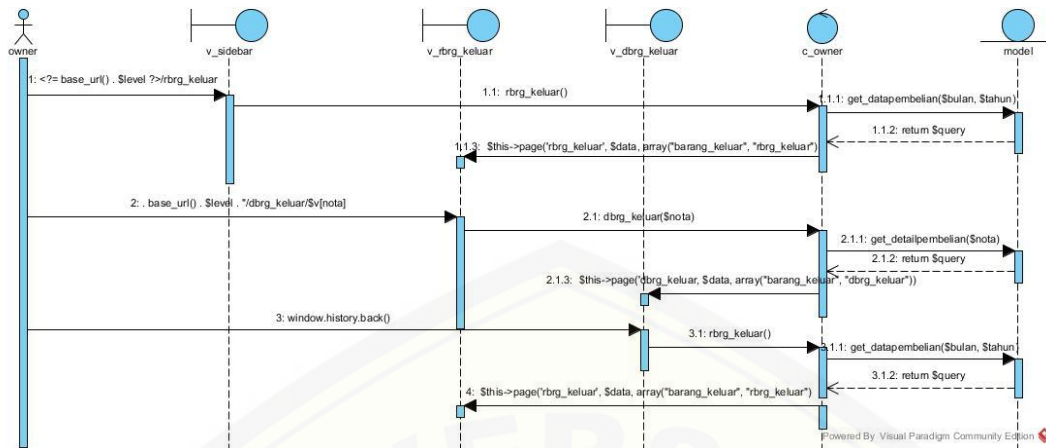 owner
v_sidebar
v_rbrg_keluar
v_dbrg_keluar
c_owner
model
1: <?= base_url() . $level ?>/rbrg_keluar
1.1: rbrg_keluar()
1.1.1: get_datapembelian($bulan, $tahun)
1.1.2: return $query
1.1.3: $this->page('rbrg_keluar', $data, array("barang_keluar", "rbrg_keluar")
2: . base_url() . $level . "/dbrg_keluar/$v[nota]
2.1: dbrg_keluar($nota)
2.1.1: get_detailpembelian($nota)
2.1.2: return $query
2.1.3: $this->page('dbrg_keluar, $data, array("barang_keluar", "dbrg_keluar"))
3: window.history.back()
3.1: rbrg_keluar()
3.1.1: get_datapembelian($bulan, $tahun)
3.1.2: return $query
4: $this->page('rbrg_keluar', $data, array("barang_keluar", "rbrg_keluar")
Powered By Visual Paradigm Community Edition